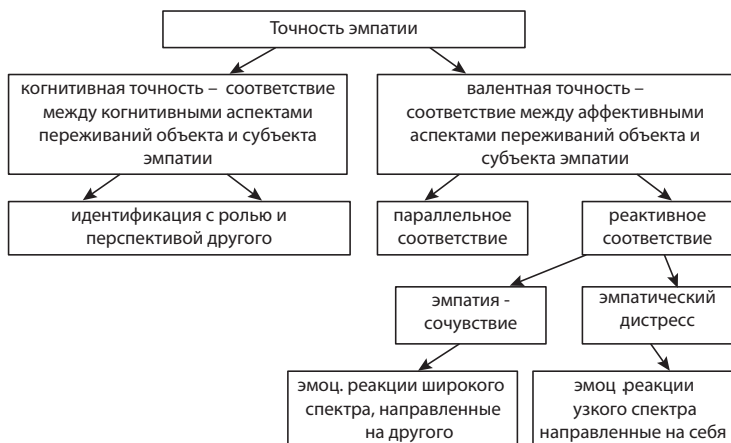 Точность эмпатии
когнитивная точность – соответствие
между когнитивными аспектами
переживаний объекта и субъекта
эмпатии
валентная точность –
соответствие между аффективными
аспектами переживаний объекта и
субъекта эмпатии
идентификация с ролью и
перспективой другого
параллельное
соответствие
реактивное
соответствие
эмпатия -
сочувствие
эмпатический
дистресс
эмоц. реакции широкого
спектра, направленные
на другого
эмоц .реакции
узкого спектра
направленные на себя